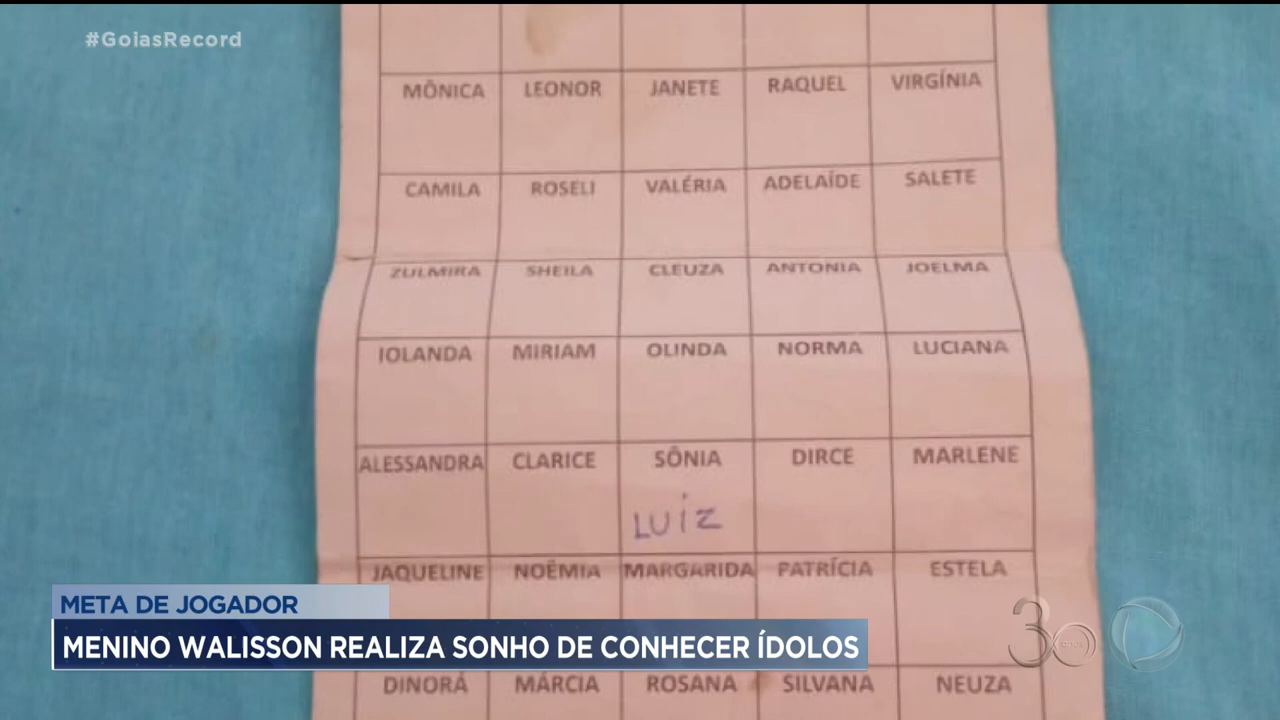 #GoiasRecord
MÔNICA LEONOR JANETE RAQUEL VIRGÍNIA
CAMILA ROSELI VALÉRIA ADELAÍDE SALETE
ZULMIRA SHEILA CLEUZA ANTONIA JOELMA
IOLANDA MIRIAM OLINDA NORMA LUCIANA
ALESSANDRA CLARICE SÔNIA DIRCE MARLENE
LUIZ
JAQUELINE NOÊMIA MARGARIDA PATRÍCIA ESTELA
META DE JOGADOR
MENINO WALISSON REALIZA SONHO DE CONHECER ÍDOLOS
30
anos
DINORÁ MÁRCIA ROSANA SILVANA NEUZA